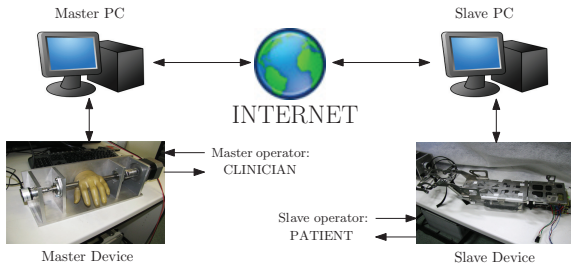 Master PC
Slave PC
INTERNET
Master operator:
CLINICIAN
Slave operator:
PATIENT
Master Device
Slave Device